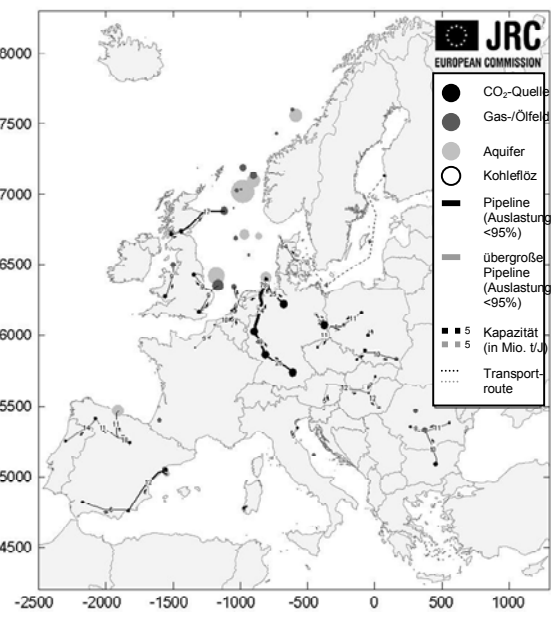 JRC
EUROPEAN COMMISSION
CO₂-Quelle
Gas-/Ölfeld
Aquifer
Kohleflöz
Pipeline
(Auslastung
<95%)
übergroße
Pipeline
(Auslastung
<95%)
5 Kapazität
5 (in Mio. t/J)
Transport-
route
8000
7500
7000
6500
6000
5500
5000
4500
-2500 -2000 -1500 -1000 -500 0 500 1000